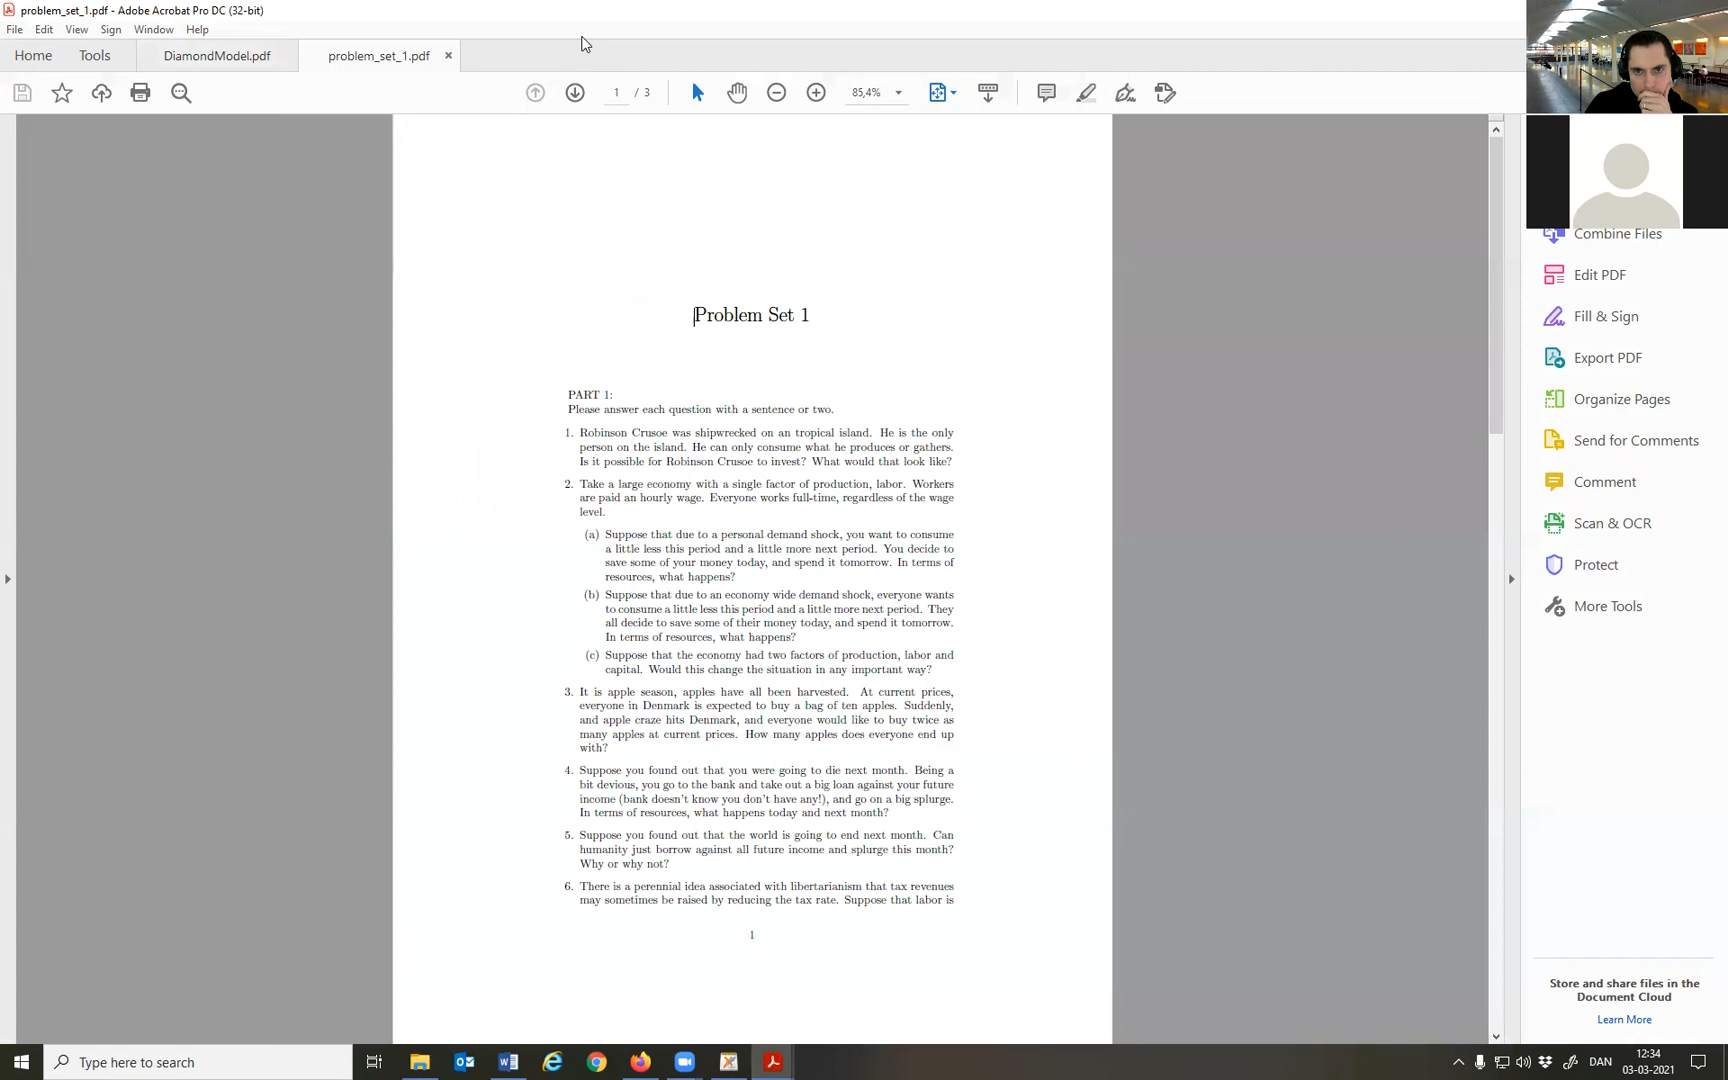 problem_set_1.pdf - Adobe Acrobat Pro DC (32-bit)
File Edit View Sign Window Help
Home Tools DiamondModel.pdf problem_set_1.pdf ×
1 / 3 85,4%
Problem Set 1
PART 1:
Please answer each question with a sentence or two.
1. Robinson Crusoe was shipwrecked on an tropical island. He is the only
person on the island. He can only consume what he produces or gathers.
Is it possible for Robinson Crusoe to invest? What would that look like?
2. Take a large economy with a single factor of production, labor. Workers
are paid an hourly wage. Everyone works full-time, regardless of the wage
level.
(a) Suppose that due to a personal demand shock, you want to consume
a little less this period and a little more next period. You decide to
save some of your money today, and spend it tomorrow. In terms of
resources, what happens?
(b) Suppose that due to an economy wide demand shock, everyone wants
to consume a little less this period and a little more next period. They
all decide to save some of their money today, and spend it tomorrow.
In terms of resources, what happens?
(c) Suppose that the economy had two factors of production, labor and
capital. Would this change the situation in any important way?
3. It is apple season, apples have all been harvested. At current prices,
everyone in Denmark is expected to buy a bag of ten apples. Suddenly,
and apple craze hits Denmark, and everyone would like to buy twice as
many apples at current prices. How many apples does everyone end up
with?
4. Suppose you found out that you were going to die next month. Being a
bit devious, you go to the bank and take out a big loan against your future
income (bank doesn't know you don't have any!), and go on a big splurge.
In terms of resources, what happens today and next month?
5. Suppose you found out that the world is going to end next month. Can
humanity just borrow against all future income and splurge this month?
Why or why not?
6. There is a perennial idea associated with libertarianism that tax revenues
may sometimes be raised by reducing the tax rate. Suppose that labor is
1
Combine Files
Edit PDF
Fill & Sign
Export PDF
Organize Pages
Send for Comments
Comment
Scan & OCR
Protect
More Tools
Store and share files in the
Document Cloud
Learn More
Type here to search
DAN
12:34
03-03-2021